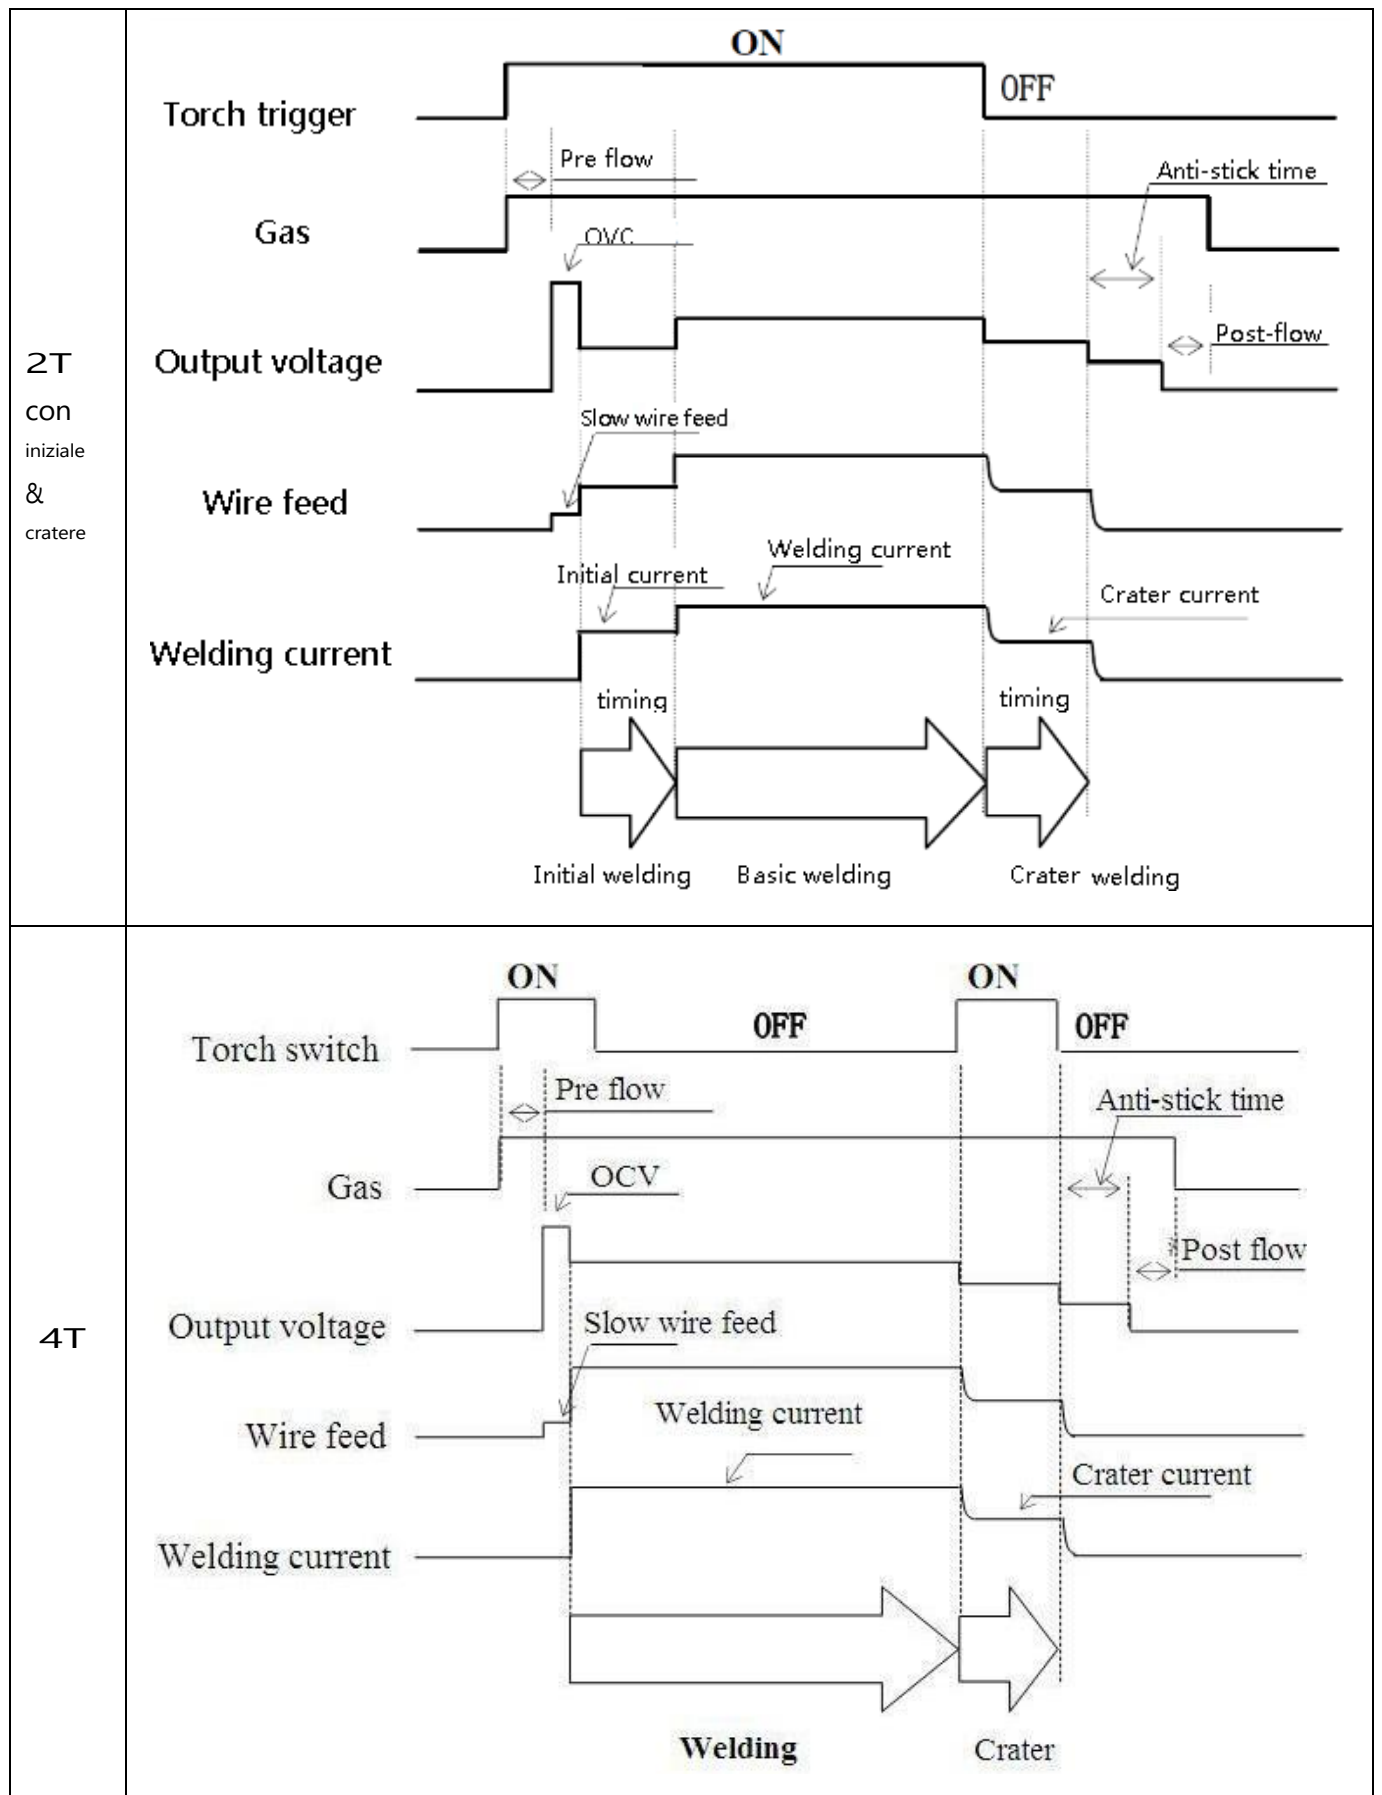 2T
con
iniziale
&
cratere
ON
OFF
Torch trigger
Pre flow
Anti-stick time
Gas
OVC
Post-flow
Output voltage
Slow wire feed
Wire feed
Welding current
Initial current
Crater current
Welding current
timing
timing
Initial welding
Basic welding
Crater welding
4T
ON
ON
OFF
OFF
Torch switch
Pre flow
Anti-stick time
Gas
OCV
Post flow
Output voltage
Slow wire feed
Wire feed
Welding current
Crater current
Welding current
Welding
Crater